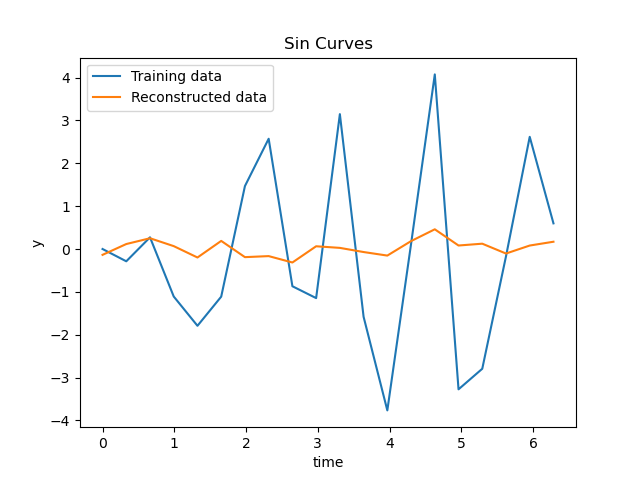 Sin Curves
Training data
Reconstructed data
4
3
2
1
0
−1
−2
−3
−4
y
0 1 2 3 4 5 6
time